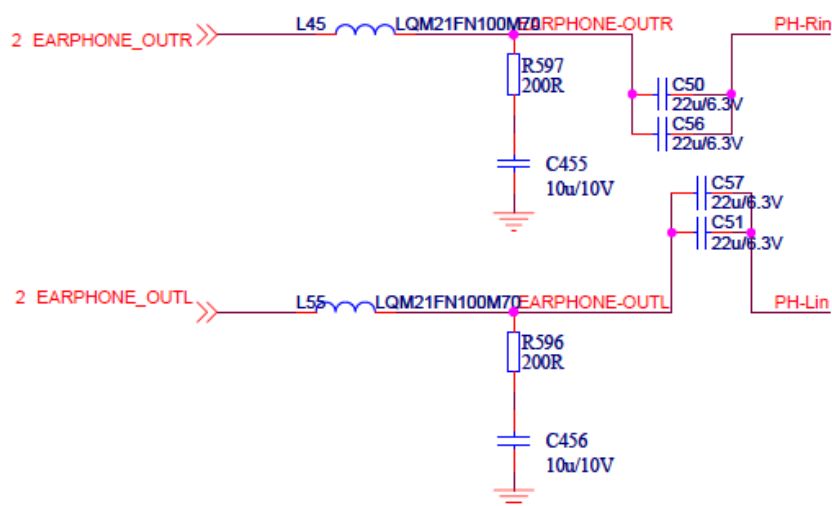 2 EARPHONE_OUTR
L45
LQM21FN100M70
EARPHONE-OUTR
PH-Rin
R597
200R
C50
22u/6.3V
C56
22u/6.3V
C455
10u/10V
C57
22u/6.3V
C51
22u/6.3V
2 EARPHONE_OUTL
L55
LQM21FN100M70
EARPHONE-OUTL
PH-Lin
R596
200R
C456
10u/10V